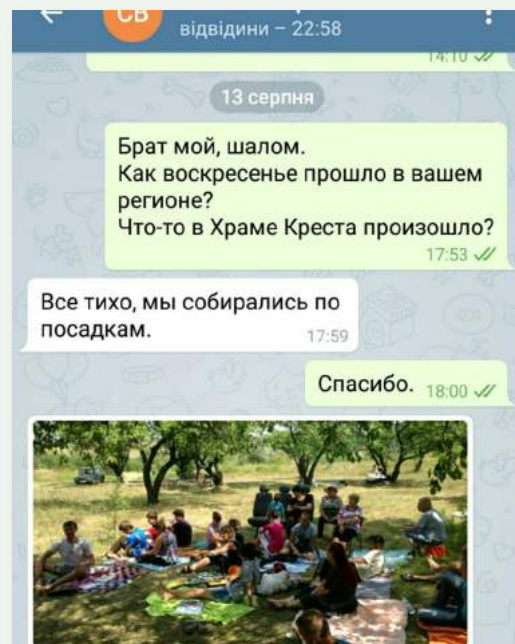 СВ
відвідини – 22:58
14:10
13 серпня
Брат мой, шалом.
Как воскресенье прошло в вашем
регионе?
Что-то в Храме Креста произошло?
17:53
Все тихо, мы собирались по
посадкам.
17:59
Спасибо. 18:00